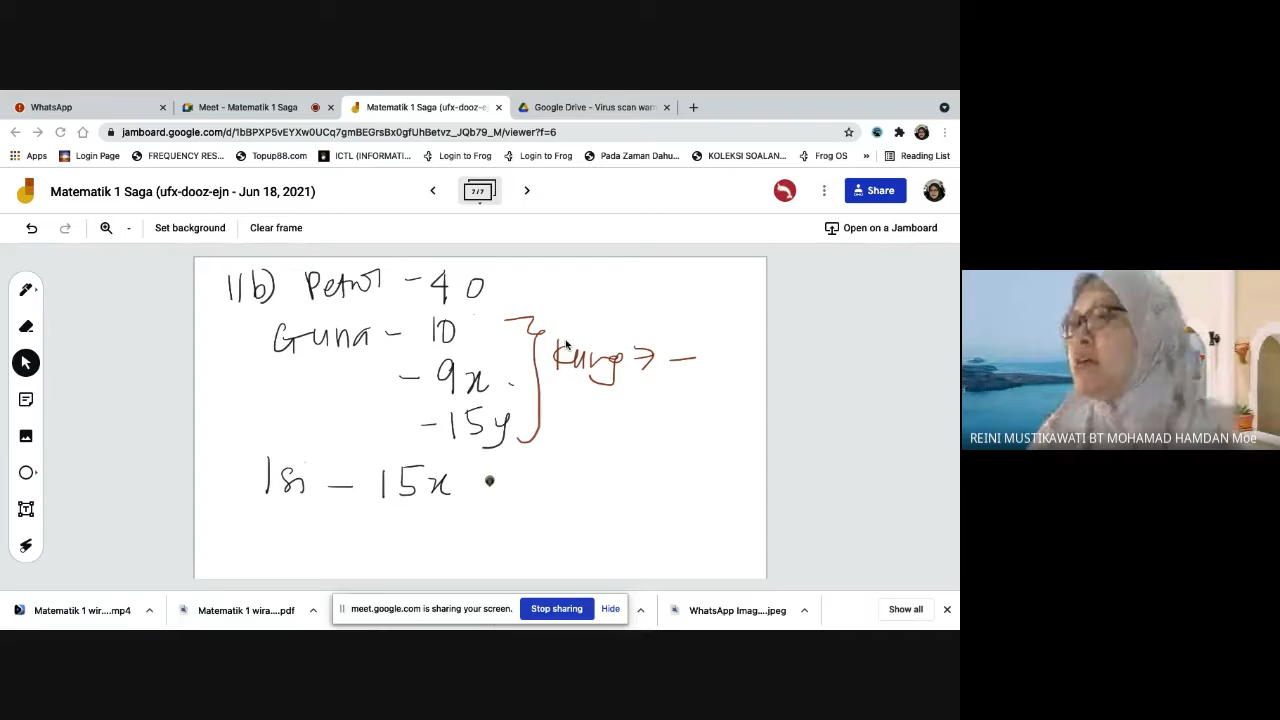 WhatsApp
Meet - Matematik 1 Saga
Matematik 1 Saga (ufx-dooz-ejn
Google Drive - Virus scan warn
jamboard.google.com/d/1bBPXP5vEYXw0UCq7gmBEGrsBx0gfUhBetvz_JQb79_M/viewer?f=6
Apps
Login Page
FREQUENCY RES...
Topup88.com
ICTL (INFORMATI...
Login to Frog
Login to Frog
Pada Zaman Dahu...
KOLEKSI SOALAN...
Frog OS
»
Reading List
Matematik 1 Saga (ufx-dooz-ejn - Jun 18, 2021)
7/7
Share
Set background
Clear frame
Open on a Jamboard
11b) Petrol - 40
Guna - 10
- 9x
- 15y
Kurg → -
Isi - 15x
REINI MUSTIKAWATI BT MOHAMAD HAMDAN Moe
Matematik 1 wir....mp4
Matematik 1 wira....pdf
meet.google.com is sharing your screen.
Stop sharing
Hide
WhatsApp Imag....jpeg
Show all